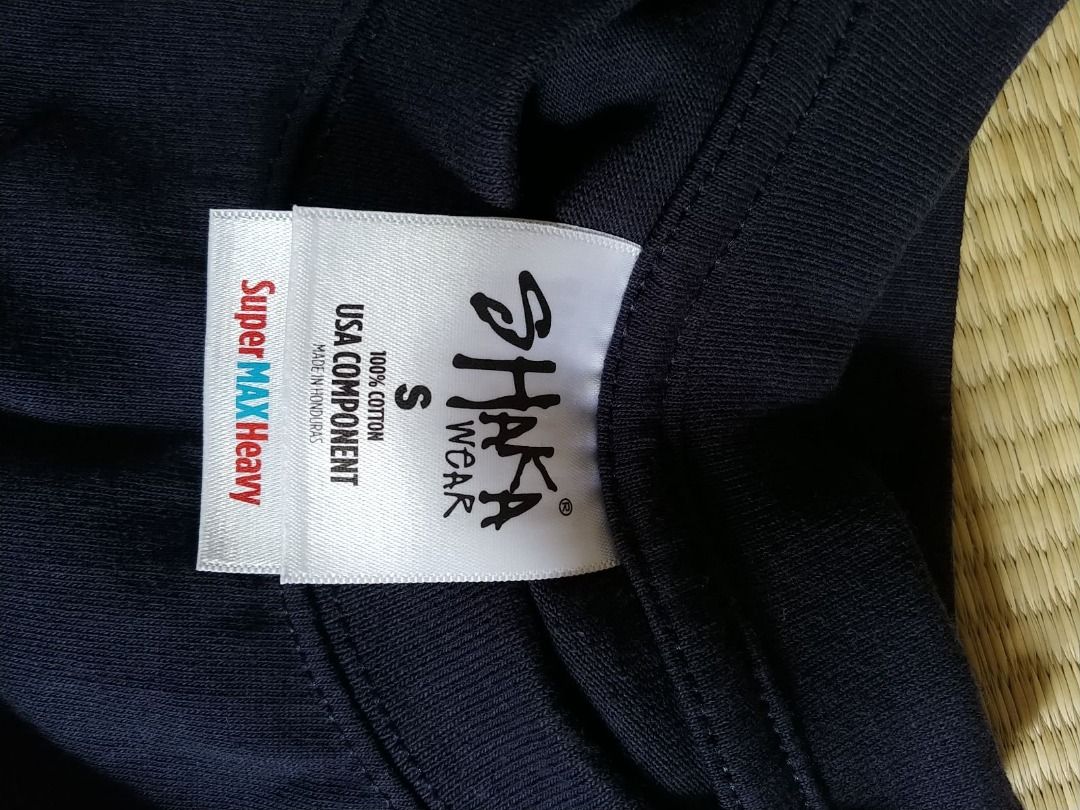 SHAKA®
WEAR
S
100% COTTON
USA COMPONENT
MADE IN HONDURAS
Super MAX Heavy